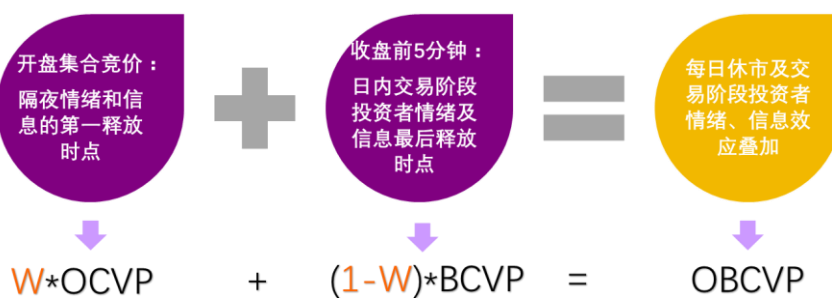 开盘集合竞价：
隔夜情绪和信
息的第一释放
时点
收盘前5分钟：
日内交易阶段
投资者情绪及
信息最后释放
时点
每日休市及交
易阶段投资者
情绪、信息效
应叠加
W*OCVP + (1-W)*BCVP = OBCVP